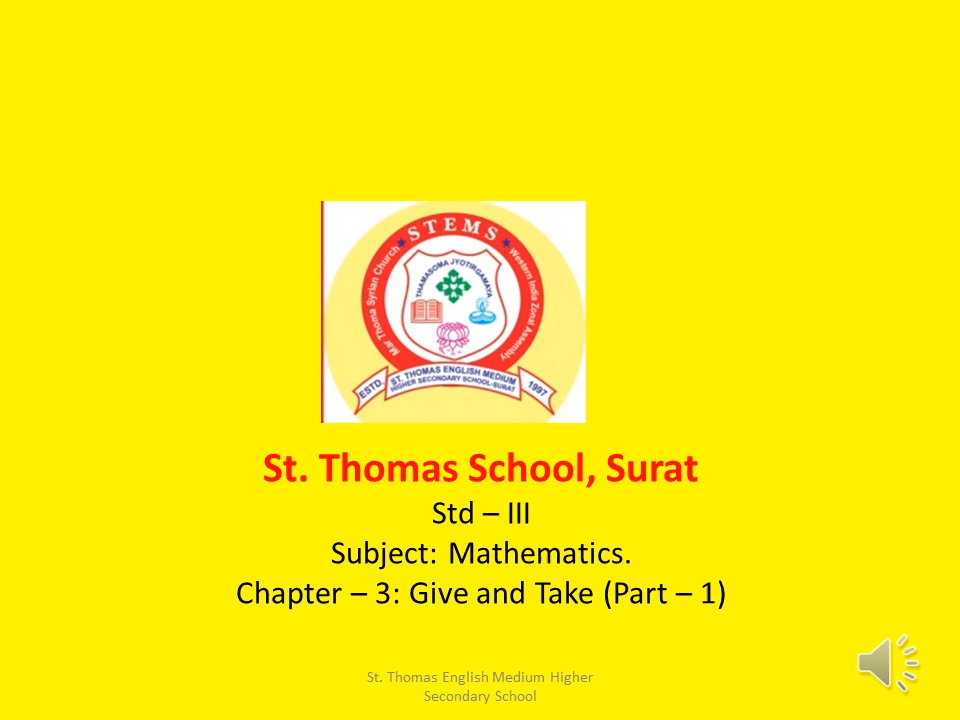 STEMS
Mar Thoma Syrian Church
Western India Zonal Assembly
THAMASOMA JYOTIRGAMAYA
ESTD.
ST. THOMAS ENGLISH MEDIUM
HIGHER SECONDARY SCHOOL-SURAT
1997
St. Thomas School, Surat
Std – III
Subject: Mathematics.
Chapter – 3: Give and Take (Part – 1)
St. Thomas English Medium Higher
Secondary School